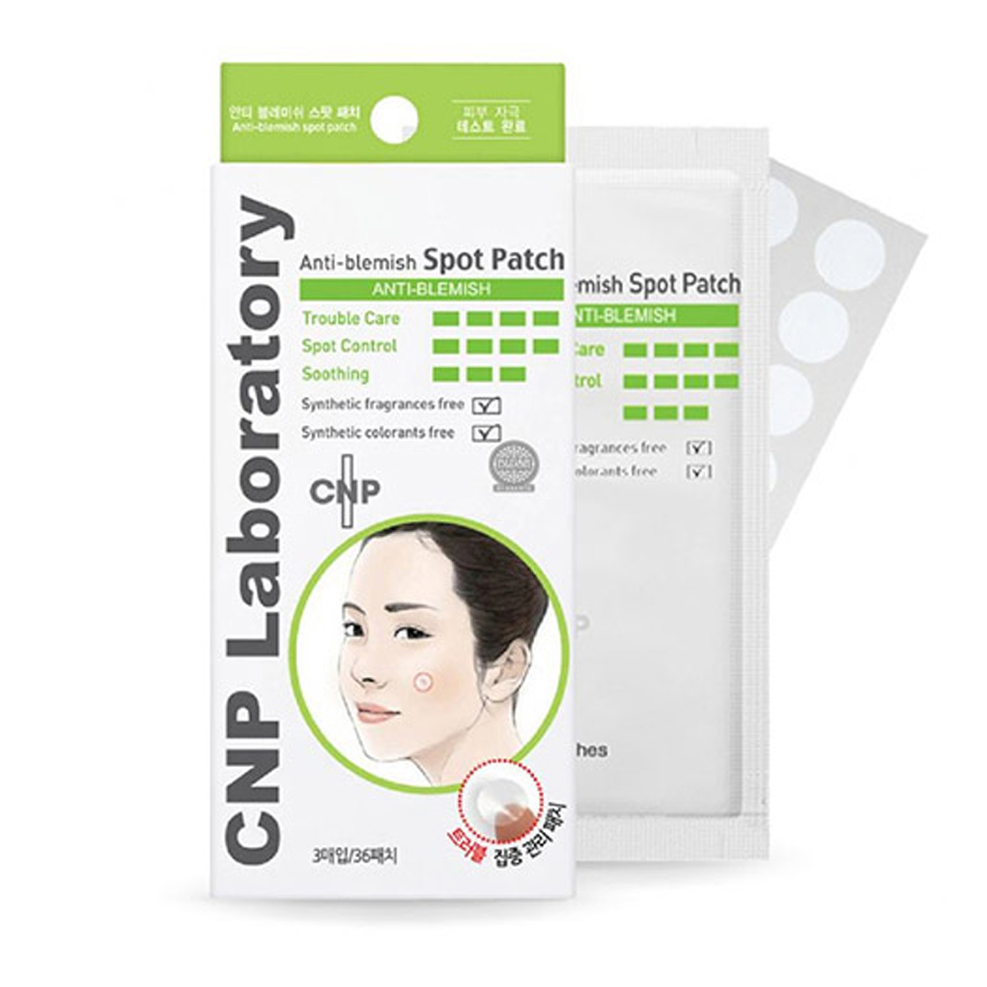 안티 블레미쉬 스팟 패치
Anti-blemish spot patch
피부 자극
테스트 완료
CNP Laboratory
Anti-blemish Spot Patch
ANTI-BLEMISH
Trouble Care
Spot Control
Soothing
Synthetic fragrances free
Synthetic colorants free
CNP
트러블 집중 관리 패치
3매입/36패치
emish Spot Patch
NTI-BLEMISH
Care
trol
ragrances free
olorants free
P
hes